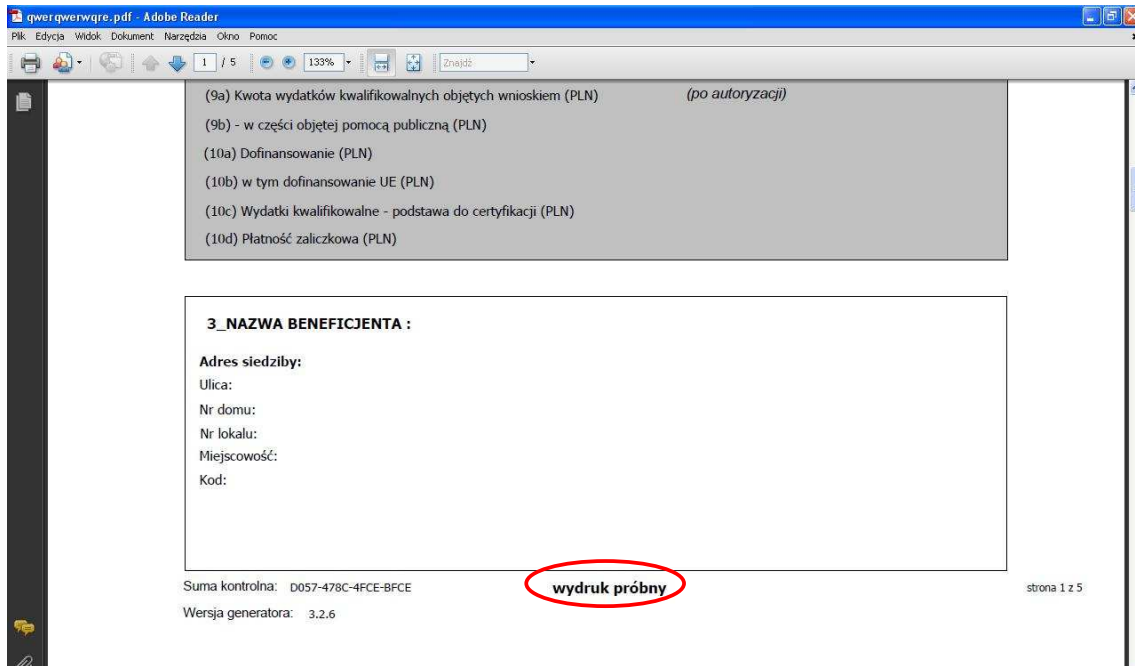 qwerqwerwqre.pdf - Adobe Reader
Plik Edycja Widok Dokument Narzędzia Okno Pomoc
1 / 5 133% Znajdź
(9a) Kwota wydatków kwalifikowalnych objętych wnioskiem (PLN) (po autoryzacji)
(9b) - w części objętej pomocą publiczną (PLN)
(10a) Dofinansowanie (PLN)
(10b) w tym dofinansowanie UE (PLN)
(10c) Wydatki kwalifikowalne - podstawa do certyfikacji (PLN)
(10d) Płatność zaliczkowa (PLN)
3_NAZWA BENEFICJENTA :
Adres siedziby:
Ulica:
Nr domu:
Nr lokalu:
Miejscowość:
Kod:
Suma kontrolna: D057-478C-4FCE-BFCE wydruk próbny strona 1 z 5
Wersja generatora: 3.2.6